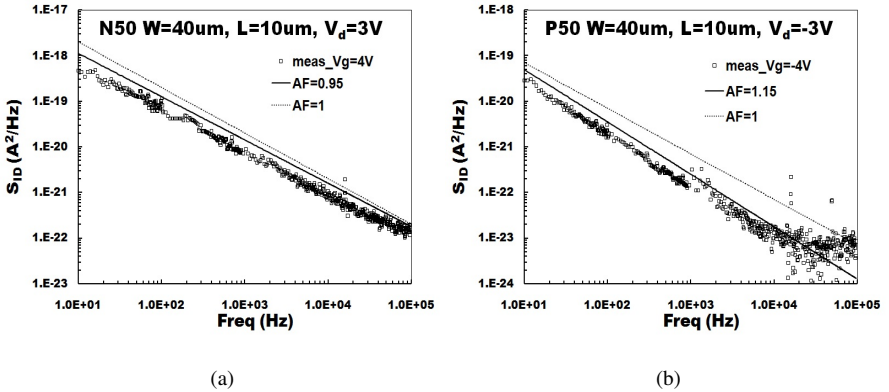 N50 W=40um, L=10um, Vd=3V
1.E-17
1.E-18
1.E-19
1.E-20
1.E-21
1.E-22
1.E-23
SID (A²/Hz)
meas_Vg=4V
AF=0.95
AF=1
1.0E+01 1.0E+02 1.0E+03 1.0E+04 1.0E+05
Freq (Hz)
(a)
P50 W=40um, L=10um, Vd=-3V
1.E-18
1.E-19
1.E-20
1.E-21
1.E-22
1.E-23
1.E-24
SID (A²/Hz)
meas_Vg=-4V
AF=1.15
AF=1
1.0E+01 1.0E+02 1.0E+03 1.0E+04 1.0E+05
Freq (Hz)
(b)